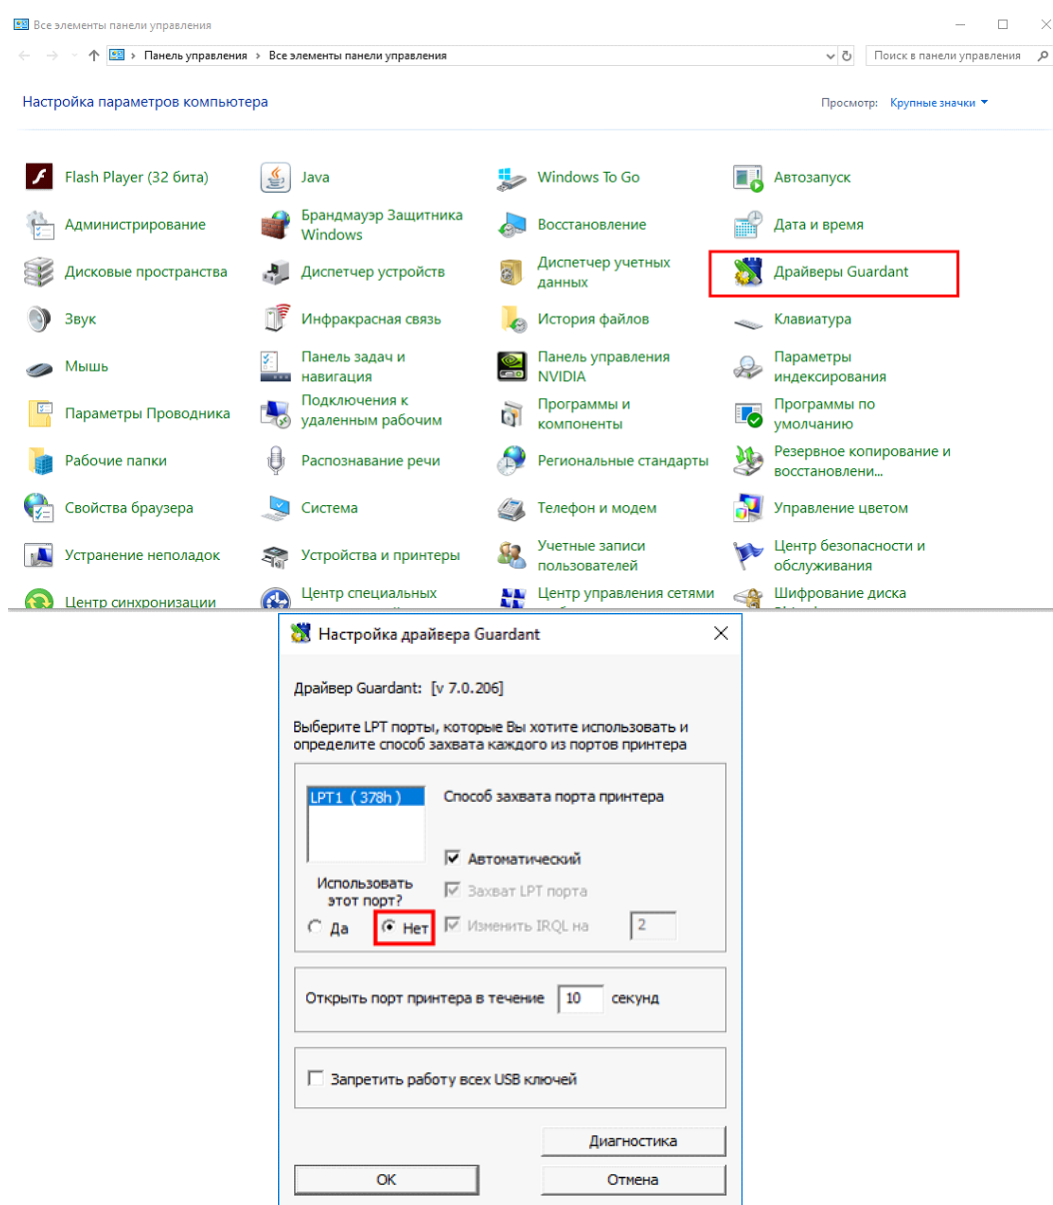 Все элементы панели управления
Панель управления › Все элементы панели управления
Поиск в панели управления
Настройка параметров компьютера
Просмотр: Крупные значки
Flash Player (32 бита)
Java
Windows To Go
Автозапуск
Администрирование
Брандмауэр Защитника
Windows
Восстановление
Дата и время
Дисковые пространства
Диспетчер устройств
Диспетчер учетных
данных
Драйверы Guardant
Звук
Инфракрасная связь
История файлов
Клавиатура
Мышь
Панель задач и
навигация
Панель управления
NVIDIA
Параметры
индексирования
Параметры Проводника
Подключения к
удаленным рабочим
Программы и
компоненты
Программы по
умолчанию
Рабочие папки
Распознавание речи
Региональные стандарты
Резервное копирование и
восстановлени...
Свойства браузера
Система
Телефон и модем
Управление цветом
Устранение неполадок
Устройства и принтеры
Учетные записи
пользователей
Центр безопасности и
обслуживания
Центр синхронизации
Центр специальных
Центр управления сетями
Шифрование диска
Настройка драйвера Guardant
Драйвер Guardant: [v 7.0.206]
Выберите LPT порты, которые Вы хотите использовать и
определите способ захвата каждого из портов принтера
LPT1 ( 378h )
Способ захвата порта принтера
Автоматический
Использовать
этот порт?
Захват LPT порта
Да
Нет
Изменить IRQL на
2
Открыть порт принтера в течение 10 секунд
Запретить работу всех USB ключей
Диагностика
OK
Отмена